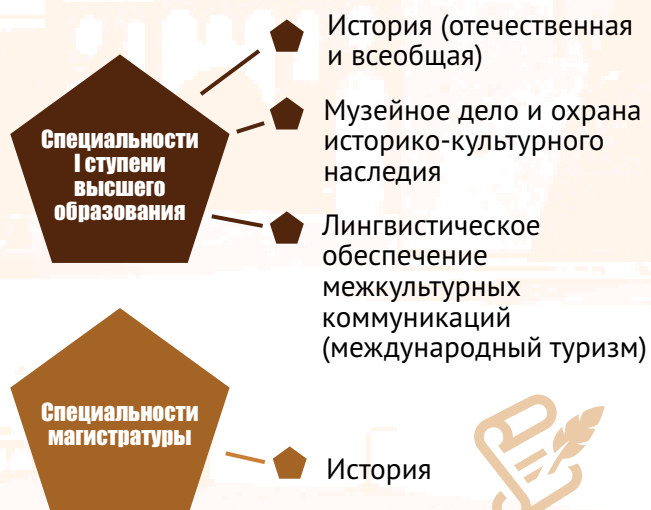 История (отечественная
и всеобщая)
Специальности
I ступени
высшего
образования
Музейное дело и охрана
историко-культурного
наследия
Лингвистическое
обеспечение
межкультурных
коммуникаций
(международный туризм)
Специальности
магистратуры
История